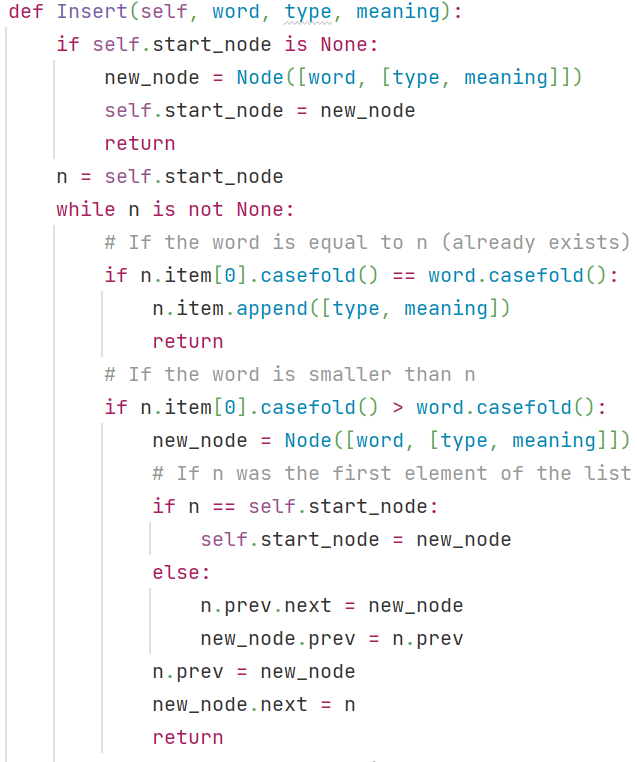 def Insert(self, word, type, meaning):
    if self.start_node is None:
        new_node = Node([word, [type, meaning]])
        self.start_node = new_node
        return
    n = self.start_node
    while n is not None:
        # If the word is equal to n (already exists)
        if n.item[0].casefold() == word.casefold():
            n.item.append([type, meaning])
            return
        # If the word is smaller than n
        if n.item[0].casefold() > word.casefold():
            new_node = Node([word, [type, meaning]])
            # If n was the first element of the list
            if n == self.start_node:
                self.start_node = new_node
            else:
                n.prev.next = new_node
                new_node.prev = n.prev
            n.prev = new_node
            new_node.next = n
            return